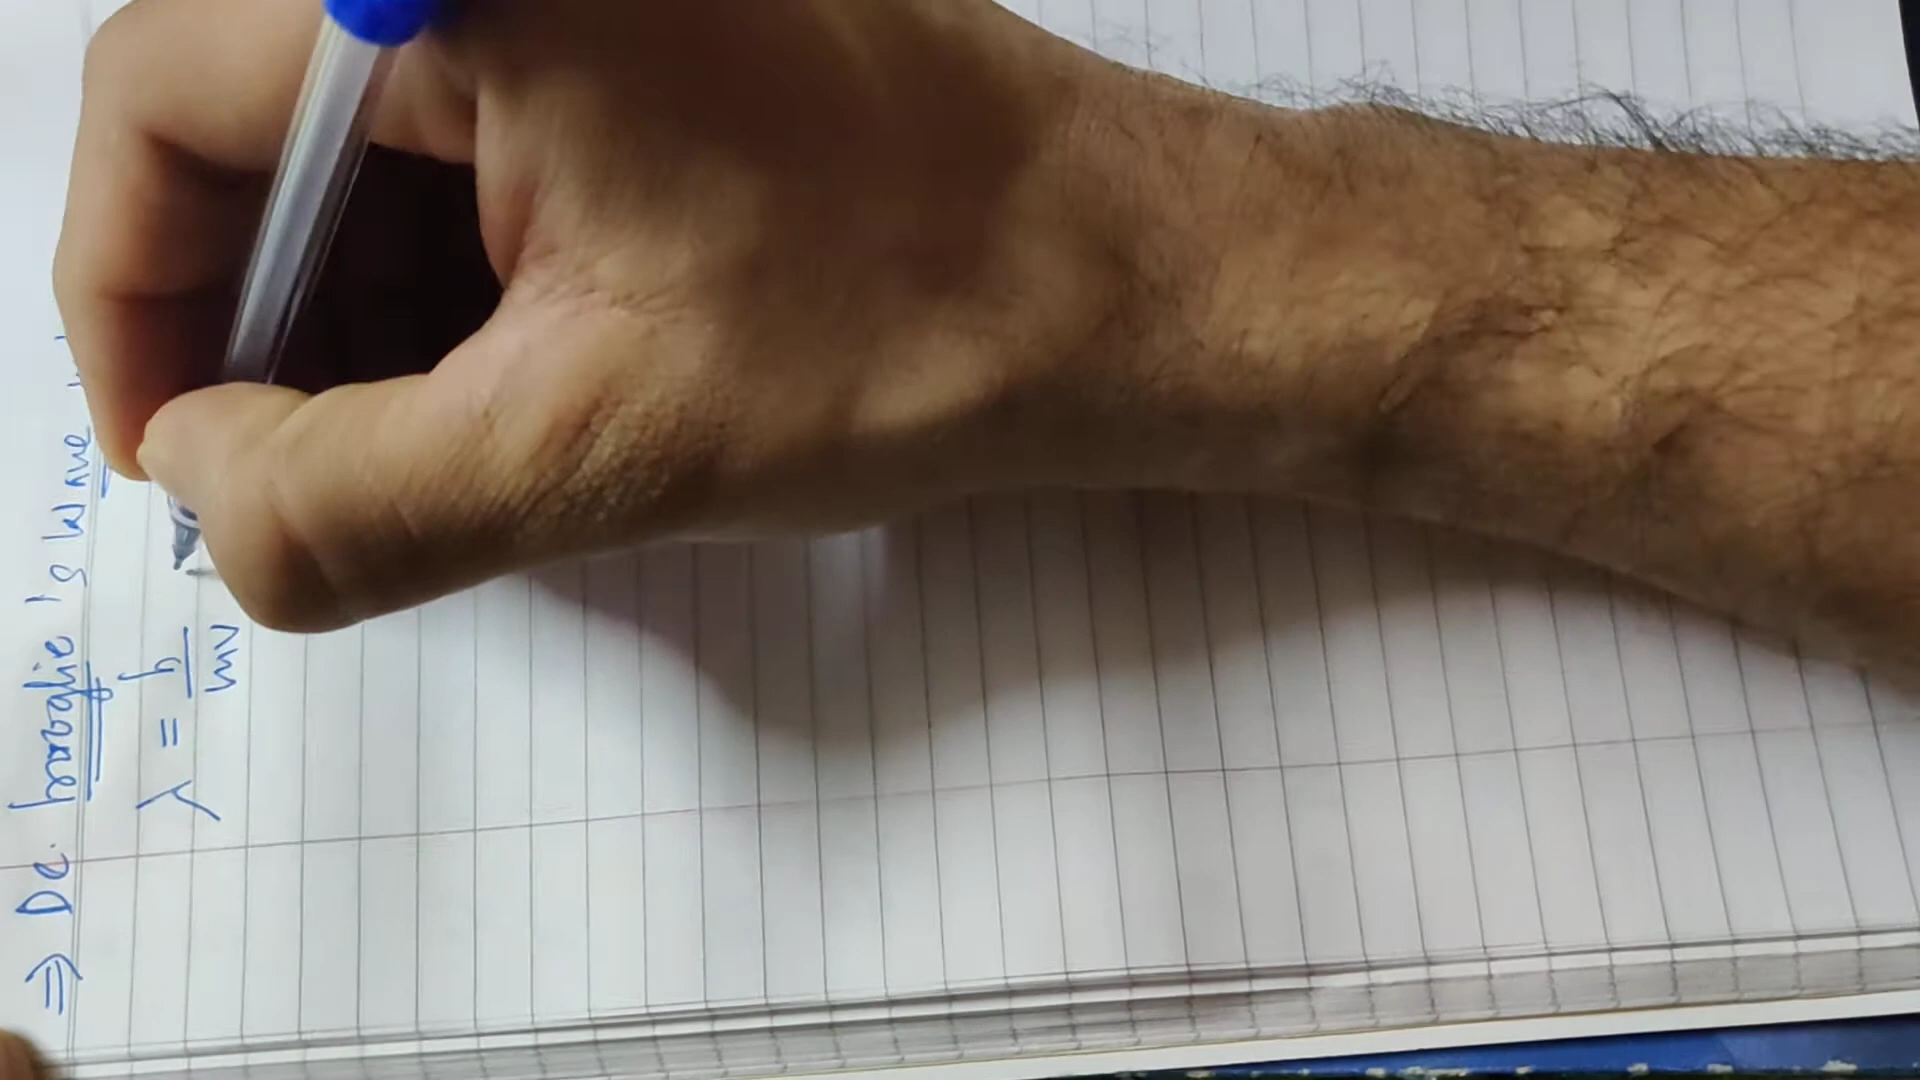 ⇒ De broglie's Wave
λ = h/mv